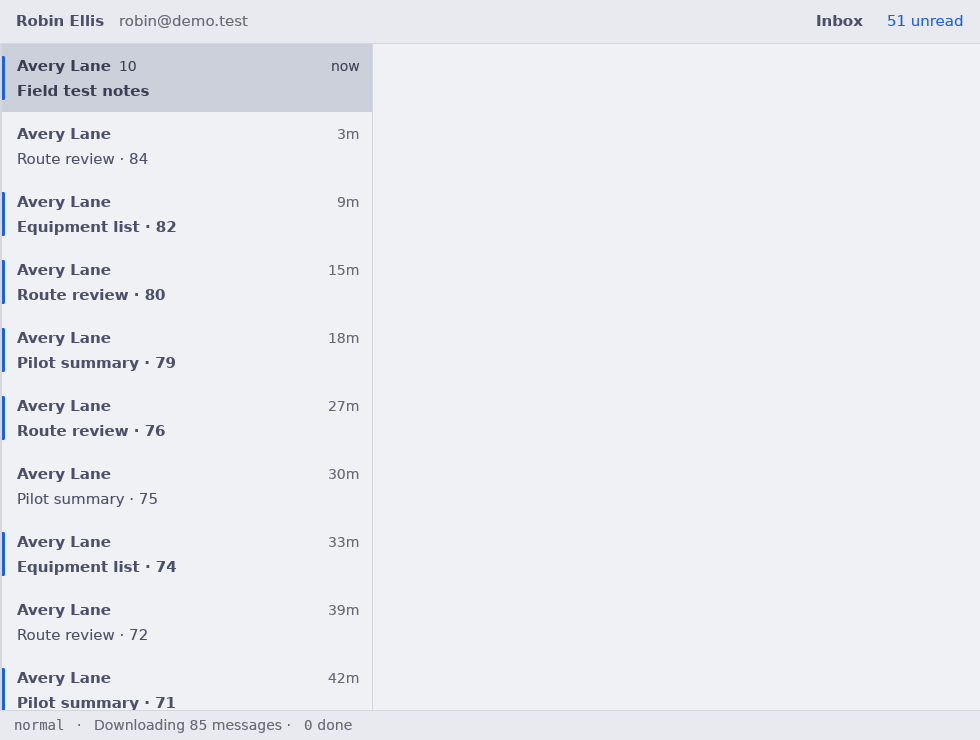 Robin Ellis robin@demo.test Inbox 51 unread
Avery Lane 10 now
Field test notes
Avery Lane 3m
Route review · 84
Avery Lane 9m
Equipment list · 82
Avery Lane 15m
Route review · 80
Avery Lane 18m
Pilot summary · 79
Avery Lane 27m
Route review · 76
Avery Lane 30m
Pilot summary · 75
Avery Lane 33m
Equipment list · 74
Avery Lane 39m
Route review · 72
Avery Lane 42m
Pilot summary · 71
normal · Downloading 85 messages · 0 done